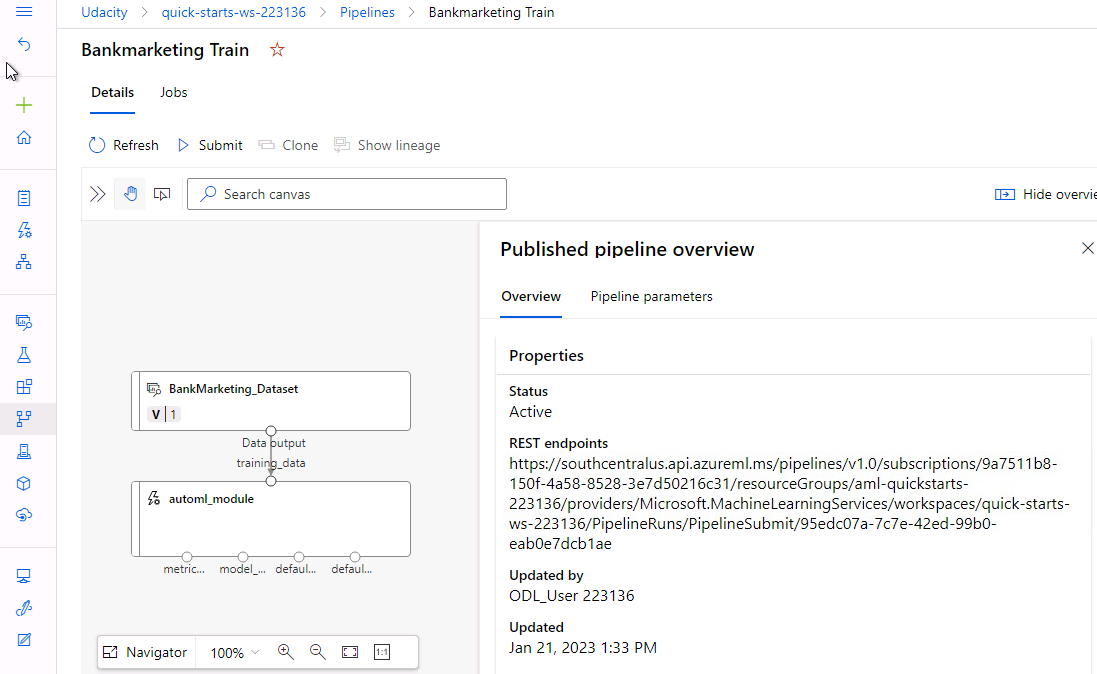 Udacity > quick-starts-ws-223136 > Pipelines > Bankmarketing Train
Bankmarketing Train
Details Jobs
Refresh Submit Clone Show lineage
Search canvas
Hide overvie
Published pipeline overview
Overview Pipeline parameters
Properties
Status
Active
REST endpoints
https://southcentralus.api.azureml.ms/pipelines/v1.0/subscriptions/9a7511b8-
150f-4a58-8528-3e7d50216c31/resourceGroups/aml-quickstarts-
223136/providers/Microsoft.MachineLearningServices/workspaces/quick-starts-
ws-223136/PipelineRuns/PipelineSubmit/95edc07a-7c7e-42ed-99b0-
eab0e7dcb1ae
Updated by
ODL_User 223136
Updated
Jan 21, 2023 1:33 PM
BankMarketing_Dataset
V 1
Data output
training_data
automl_module
metric... model_... defaul... defaul...
Navigator 100% 1:1